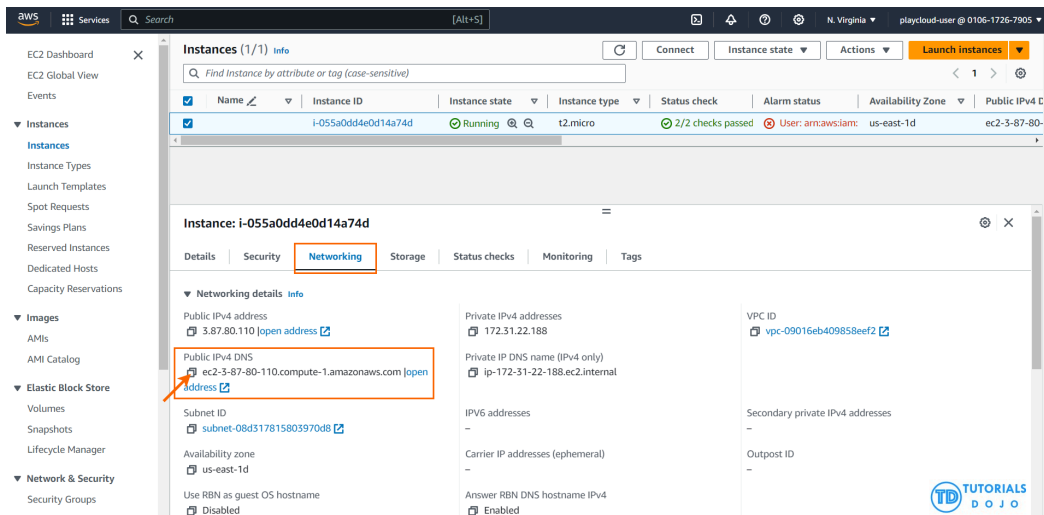 aws Services Search [Alt+S] N. Virginia ▼ playcloud-user @ 0106-1726-7905 ▼
EC2 Dashboard
EC2 Global View
Events
▼ Instances
Instances
Instance Types
Launch Templates
Spot Requests
Savings Plans
Reserved Instances
Dedicated Hosts
Capacity Reservations
▼ Images
AMIs
AMI Catalog
▼ Elastic Block Store
Volumes
Snapshots
Lifecycle Manager
▼ Network & Security
Security Groups
Instances (1/1) Info Connect Instance state ▼ Actions ▼ Launch instances ▼
Find Instance by attribute or tag (case-sensitive) < 1 >
Name Instance ID Instance state Instance type Status check Alarm status Availability Zone Public IPv4 D
i-055a0dd4e0d14a74d Running t2.micro 2/2 checks passed User: arn:aws:iam: us-east-1d ec2-3-87-80-
Instance: i-055a0dd4e0d14a74d
Details Security Networking Storage Status checks Monitoring Tags
▼ Networking details Info
Public IPv4 address Private IPv4 addresses VPC ID
3.87.80.110 |open address 172.31.22.188 vpc-09016eb409858eef2
Public IPv4 DNS Private IP DNS name (IPv4 only)
ec2-3-87-80-110.compute-1.amazonaws.com |open ip-172-31-22-188.ec2.internal
address
Subnet ID IPV6 addresses Secondary private IPv4 addresses
subnet-08d317815803970d8 – –
Availability zone Carrier IP addresses (ephemeral) Outpost ID
us-east-1d – –
Use RBN as guest OS hostname Answer RBN DNS hostname IPv4
Disabled Enabled
TD TUTORIALS
DOJO